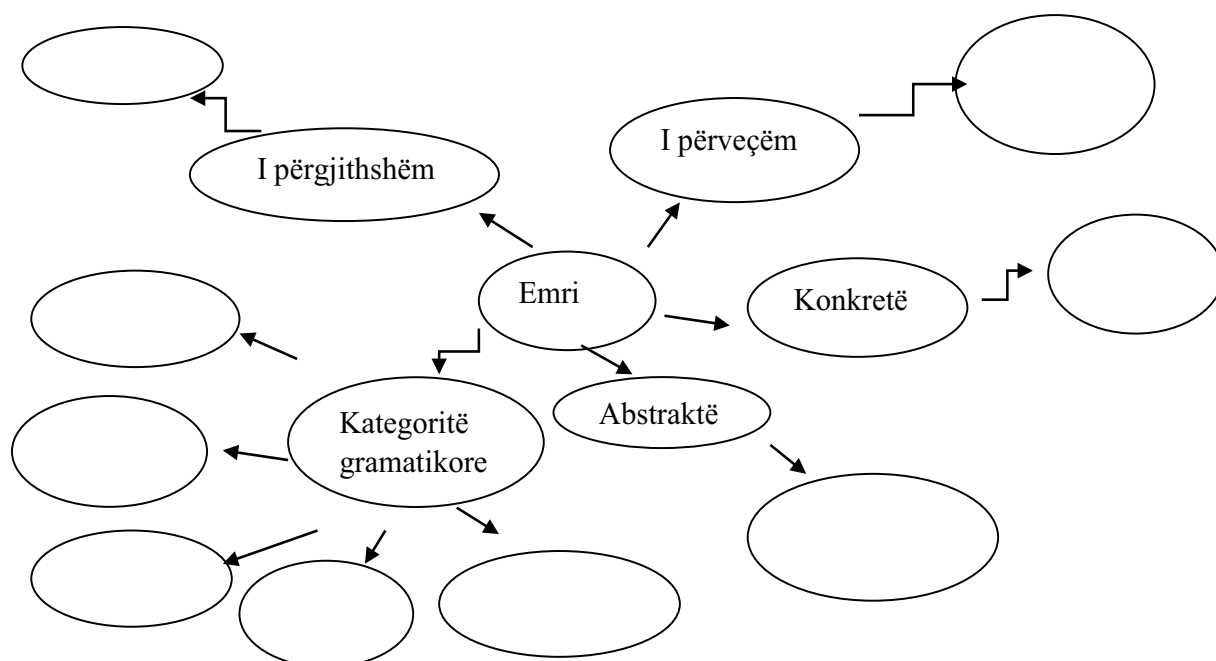 I përgjithshëm
I përveçëm
Emri
Konkretë
Kategoritë
gramatikore
Abstraktë